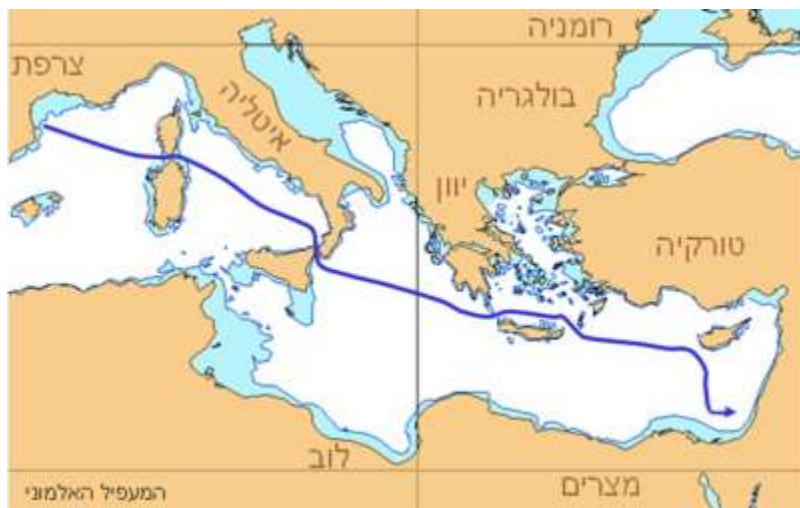 רומניה
צרפת
בולגריה
איטליה
יוון
טורקיה
לוב
מצרים
המעפיל האלמוני